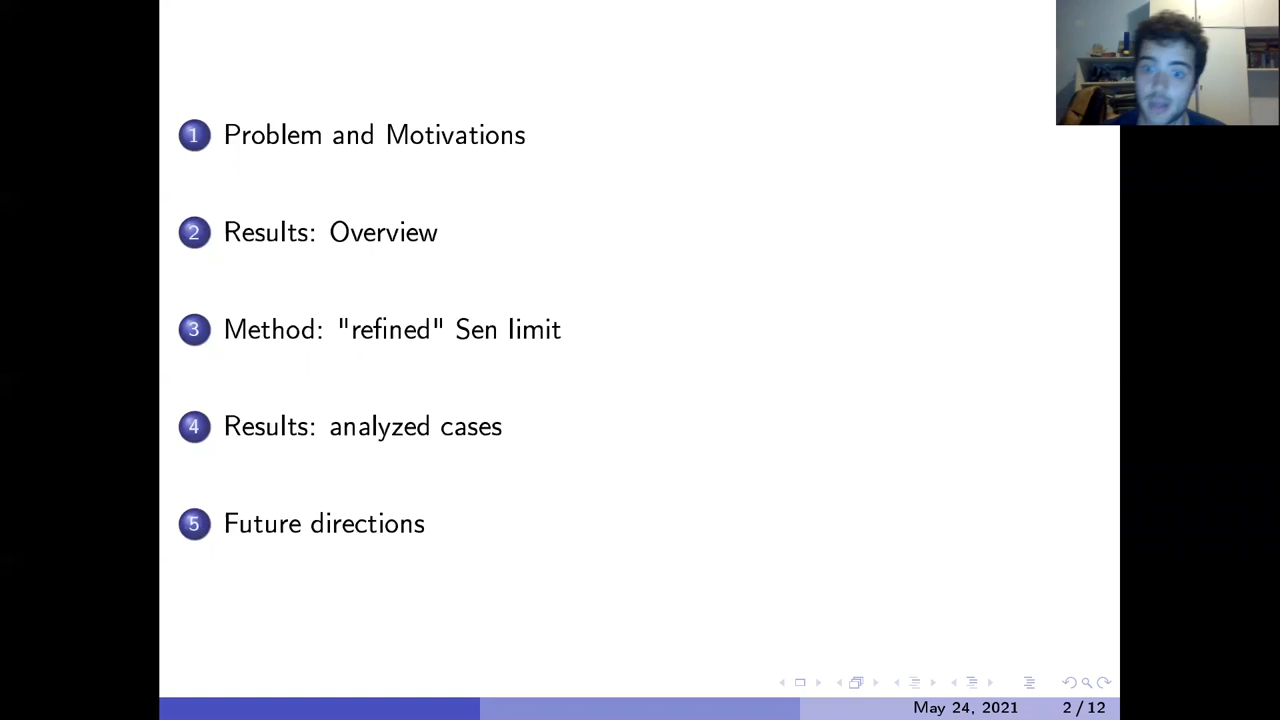 1 Problem and Motivations
2 Results: Overview
3 Method: "refined" Sen limit
4 Results: analyzed cases
5 Future directions
May 24, 2021 2 / 12